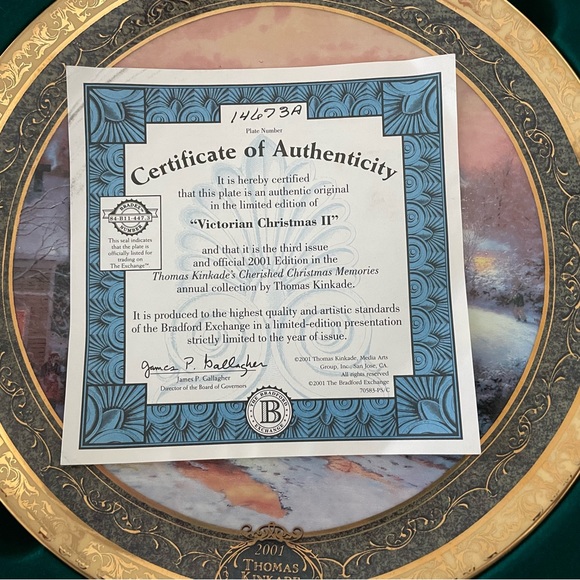 14673A
Plate Number
Certificate of Authenticity
It is hereby certified
that this plate is an authentic original
in the limited edition of
"Victorian Christmas II"
and that it is the third issue
and official 2001 Edition in the
Thomas Kinkade's Cherished Christmas Memories
annual collection by Thomas Kinkade.
BRADEX
84-B11-447.3
NUMBER
This seal indicates
that the plate is
officially listed for
trading on
The Exchange™
It is produced to the highest quality and artistic standards
of the Bradford Exchange in a limited-edition presentation
strictly limited to the year of issue.
James P. Gallagher
James P. Gallagher
Director of the Board of Governors
©2001 Thomas Kinkade, Media Arts
Group, Inc., San Jose, CA.
All rights reserved
©2001 The Bradford Exchange
70583-PS/C
THE BRADFORD
B
EXCHANGE
2001
THOMAS
KINKADE